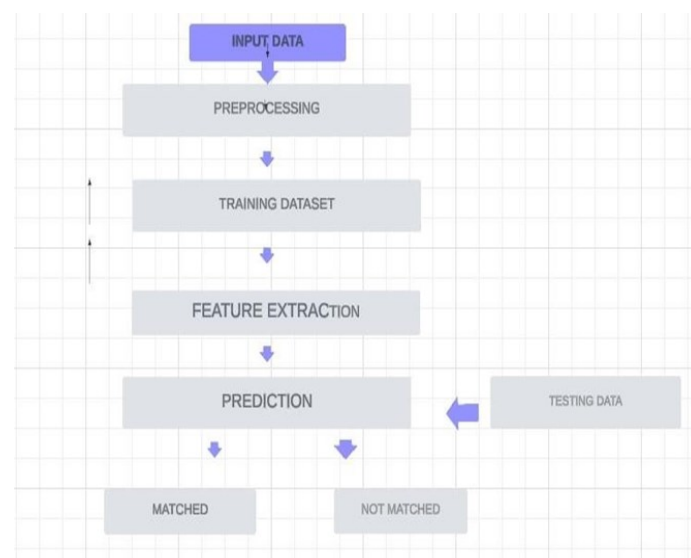 INPUT DATA
PREPROCESSING
TRAINING DATASET
FEATURE EXTRACTION
PREDICTION
TESTING DATA
MATCHED
NOT MATCHED